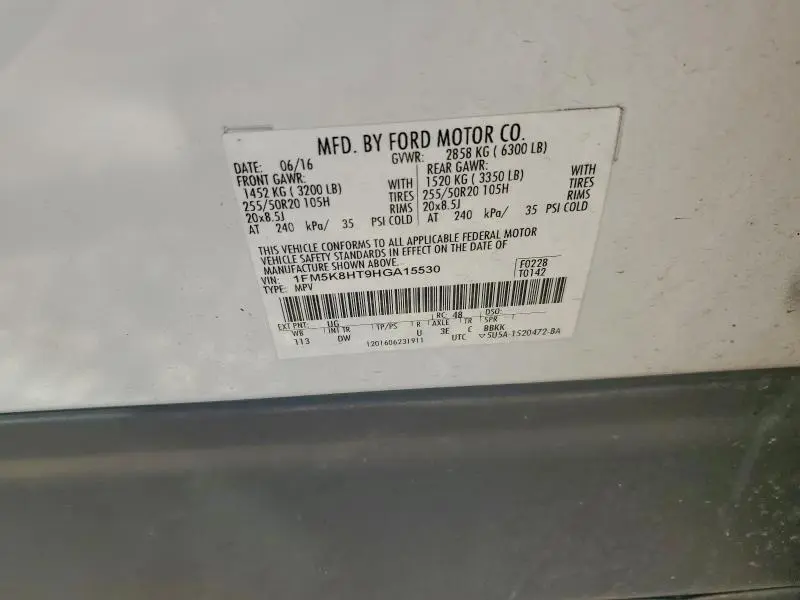 MFD. BY FORD MOTOR CO.
DATE: 06/16 GVWR: 2858 KG ( 6300 LB)
FRONT GAWR: REAR GAWR:
1452 KG ( 3200 LB) WITH 1520 KG ( 3350 LB) WITH
255/50R20 105H TIRES 255/50R20 105H TIRES
20x8.5J RIMS 20x8.5J RIMS
AT 240 kPa/ 35 PSI COLD AT 240 kPa/ 35 PSI COLD
THIS VEHICLE CONFORMS TO ALL APPLICABLE FEDERAL MOTOR
VEHICLE SAFETY STANDARDS IN EFFECT ON THE DATE OF
MANUFACTURE SHOWN ABOVE.
VIN: 1FM5K8HT9HGA15530 F0228
TYPE: MPV T0142
EXT PNT: UG RC: 48 DSO:
WB INT TR TP/PS R AXLE TR SPR
113 DW U 3E C BBKK
1201606231911 UTC ▽5U5A-1520472-BA